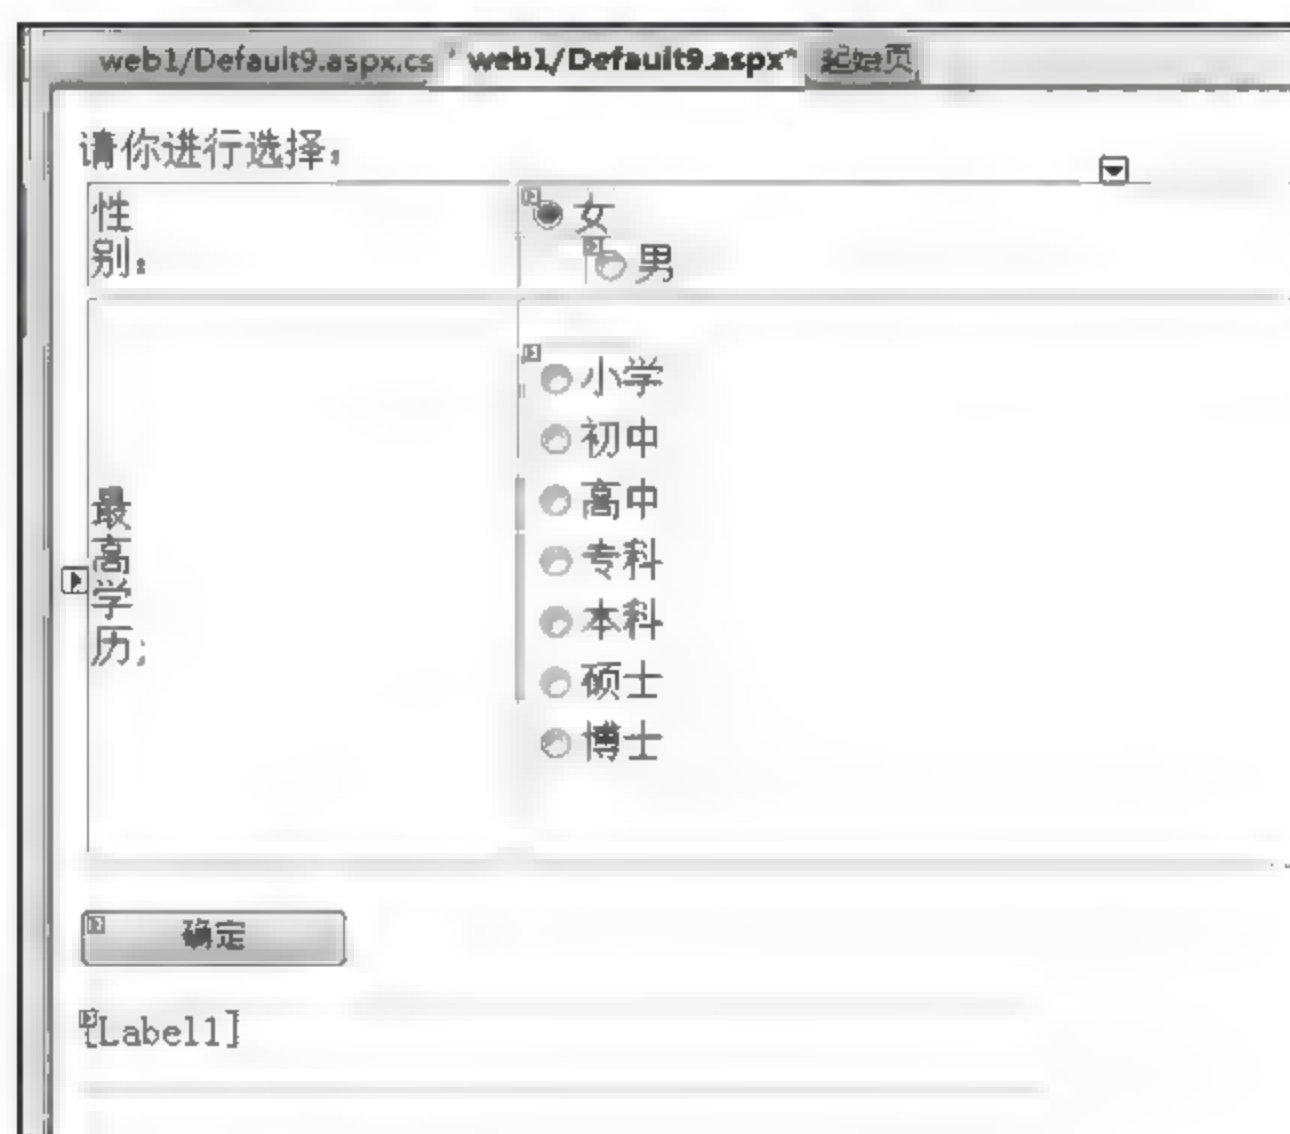 web1/Default9.aspx.cs* web1/Default9.aspx* 起始页
请你进行选择:
性
别:
女
男
最
高
学
历;
小学
初中
高中
专科
本科
硕士
博士
确定
[Label1]